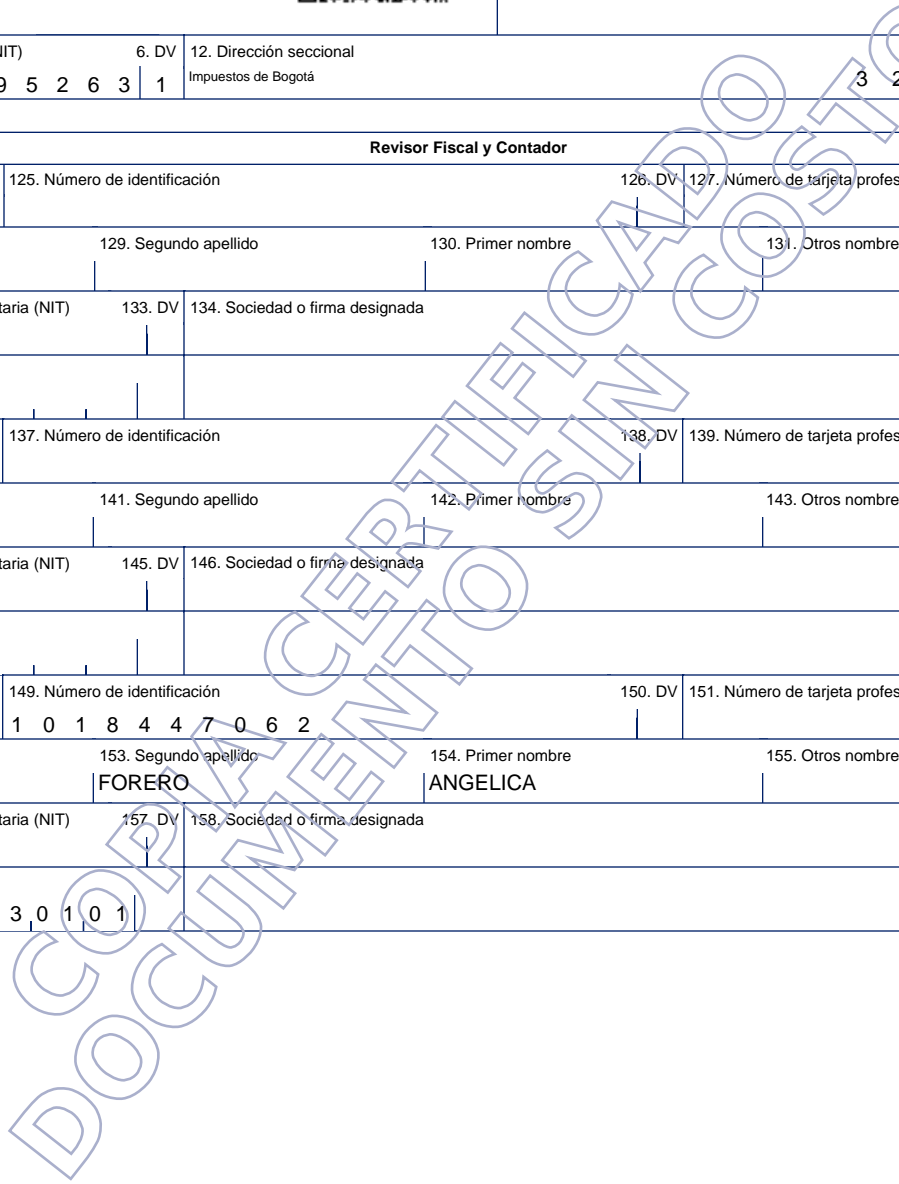 NIT) 6. DV 12. Dirección seccional
9 5 2 6 3 1 Impuestos de Bogotá 3 2
Revisor Fiscal y Contador
125. Número de identificación 126. DV 127. Número de tarjeta profes
129. Segundo apellido 130. Primer nombre 131. Otros nombre
taria (NIT) 133. DV 134. Sociedad o firma designada
137. Número de identificación 138. DV 139. Número de tarjeta profes
141. Segundo apellido 142. Primer nombre 143. Otros nombre
taria (NIT) 145. DV 146. Sociedad o firma designada
149. Número de identificación 150. DV 151. Número de tarjeta profes
1 0 1 8 4 4 7 0 6 2
153. Segundo apellido 154. Primer nombre 155. Otros nombre
FORERO ANGELICA
taria (NIT) 157. DV 158. Sociedad o firma designada
3 0 1 0 1
COPIA CERTIFICADO
DOCUMENTO SIN COSTO